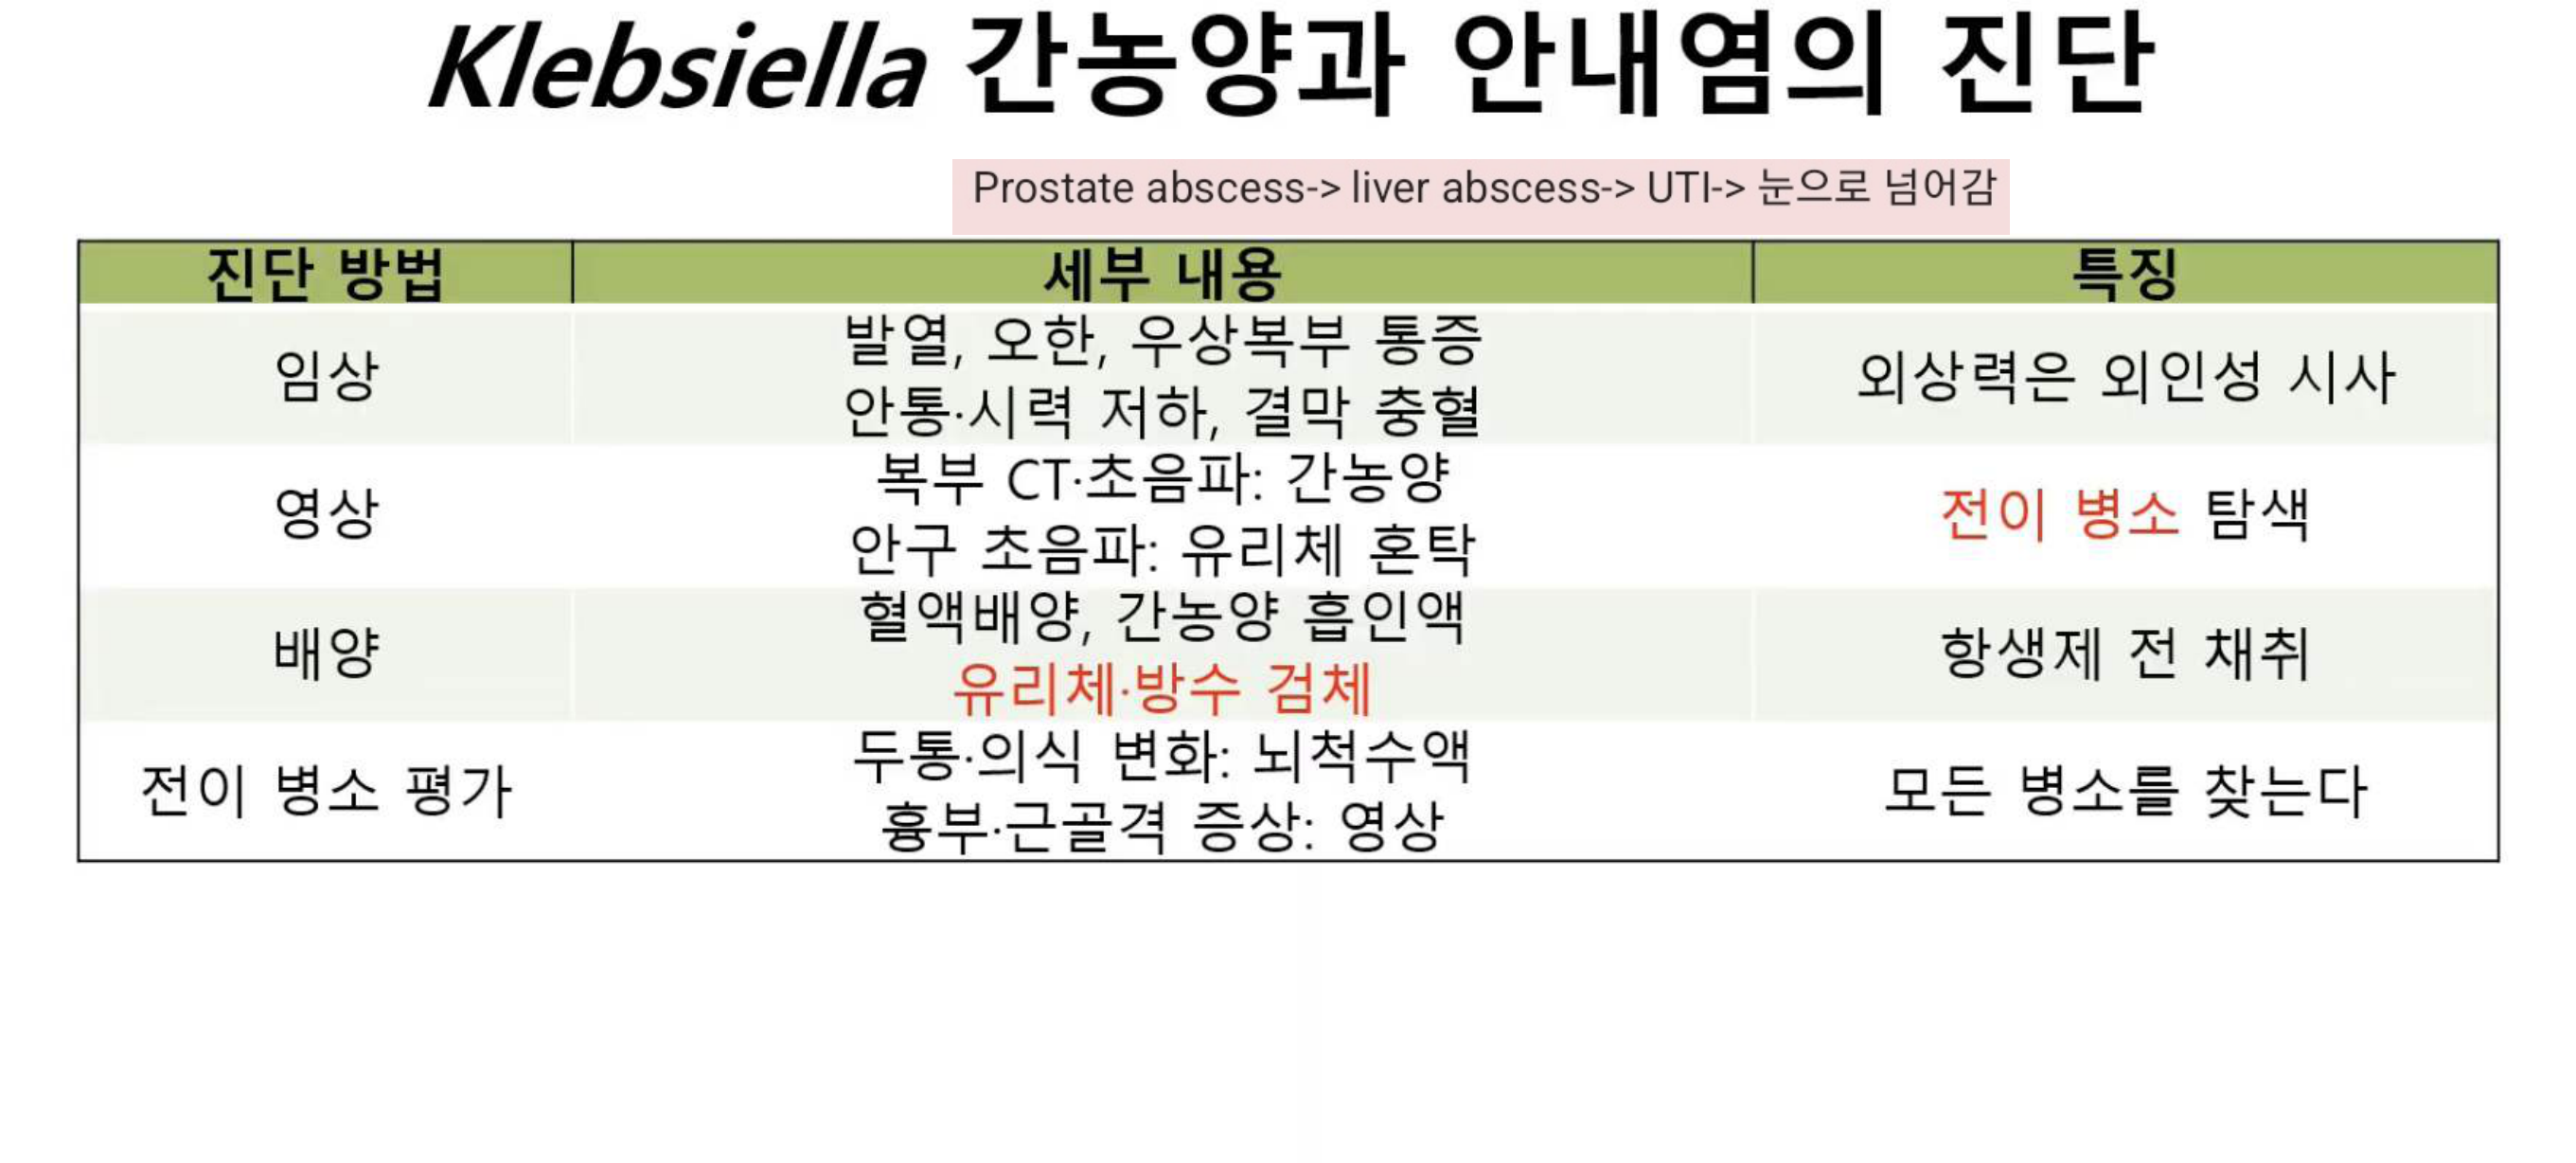 Klebsiella 간농양과 안내염의 진단
Prostate abscess-> liver abscess-> UTI-> 눈으로 넘어감
진단 방법 세부 내용 특징
임상
발열, 오한, 우상복부 통증
안통·시력 저하, 결막 충혈
외상력은 외인성 시사
영상
복부 CT·초음파: 간농양
안구 초음파: 유리체 혼탁
전이 병소 탐색
배양
혈액배양, 간농양 흡인액
유리체·방수 검체
항생제 전 채취
전이 병소 평가
두통·의식 변화: 뇌척수액
흉부·근골격 증상: 영상
모든 병소를 찾는다